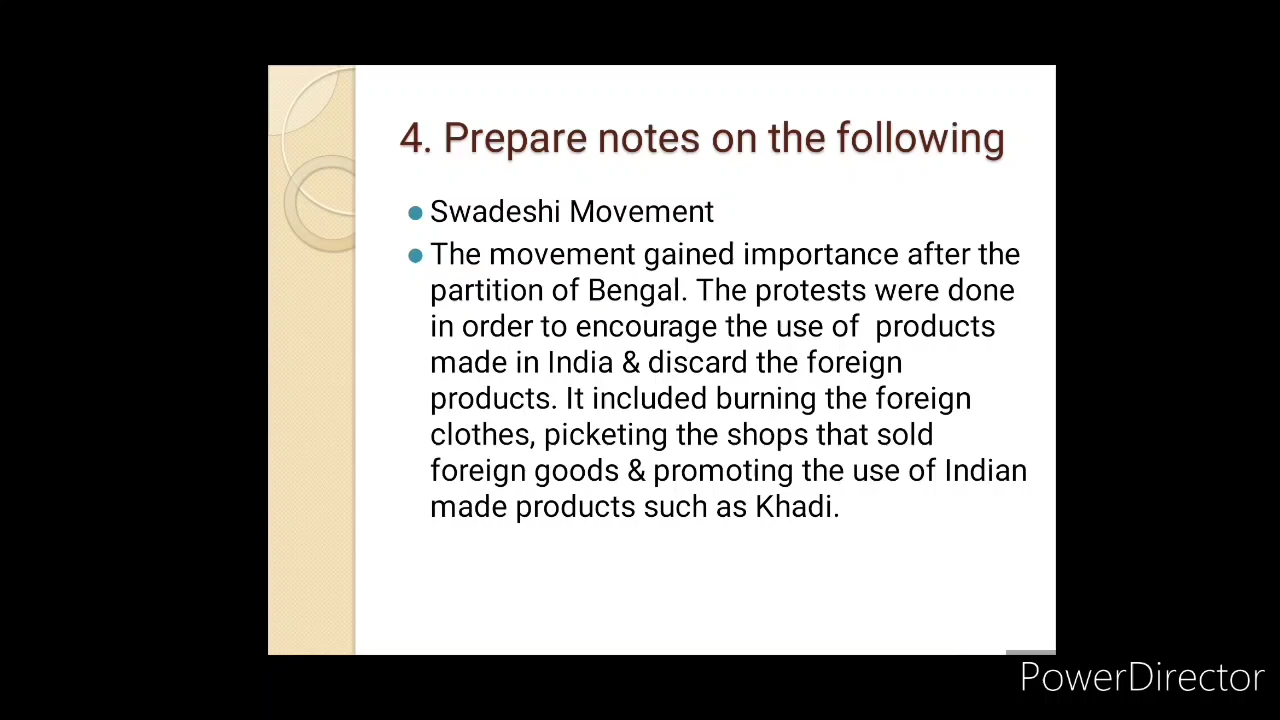 4. Prepare notes on the following
Swadeshi Movement
The movement gained importance after the
partition of Bengal. The protests were done
in order to encourage the use of products
made in India & discard the foreign
products. It included burning the foreign
clothes, picketing the shops that sold
foreign goods & promoting the use of Indian
made products such as Khadi.
PowerDirector